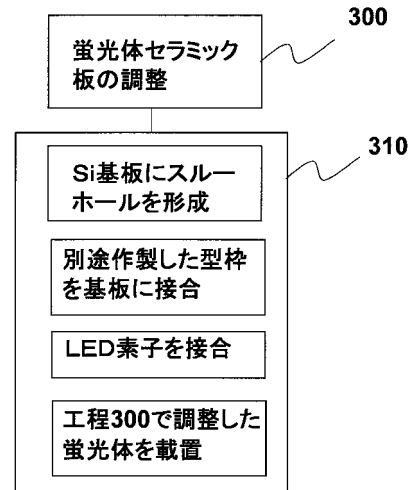 300
蛍光体セラミック
板の調整
310
Si基板にスルー
ホールを形成
別途作製した型枠
を基板に接合
LED素子を接合
工程300で調整した
蛍光体を載置